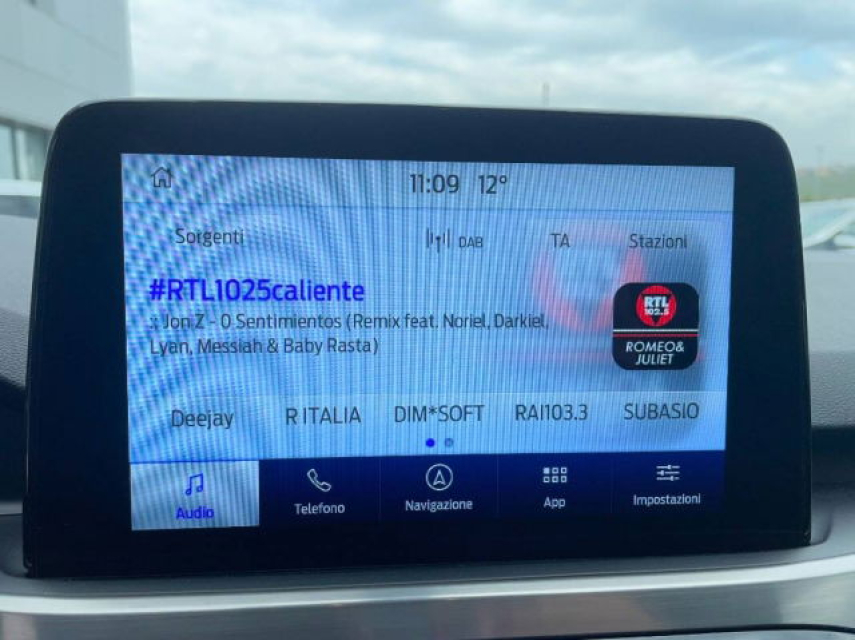 11:09 12°
Sorgenti DAB TA Stazioni
#RTL1025caliente
:: Jon Z - 0 Sentimientos (Remix feat. Noriel, Darkiel,
Lyan, Messiah & Baby Rasta)
RTL
102.5
ROMEO&
JULIET
Deejay R ITALIA DIM*SOFT RAI103.3 SUBASIO
Audio Telefono Navigazione App Impostazioni